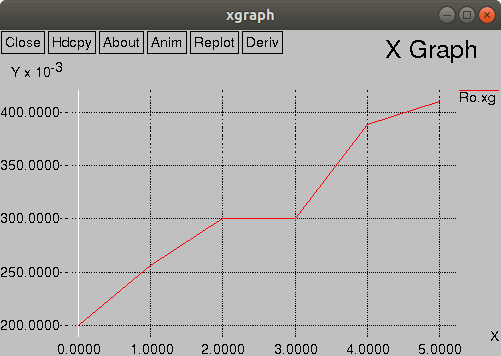 xgraph
Close Hdcpy About Anim Replot Deriv
X Graph
Y x 10-3
Ro.xg
400.0000
350.0000
300.0000
250.0000
200.0000
X
0.0000 1.0000 2.0000 3.0000 4.0000 5.0000